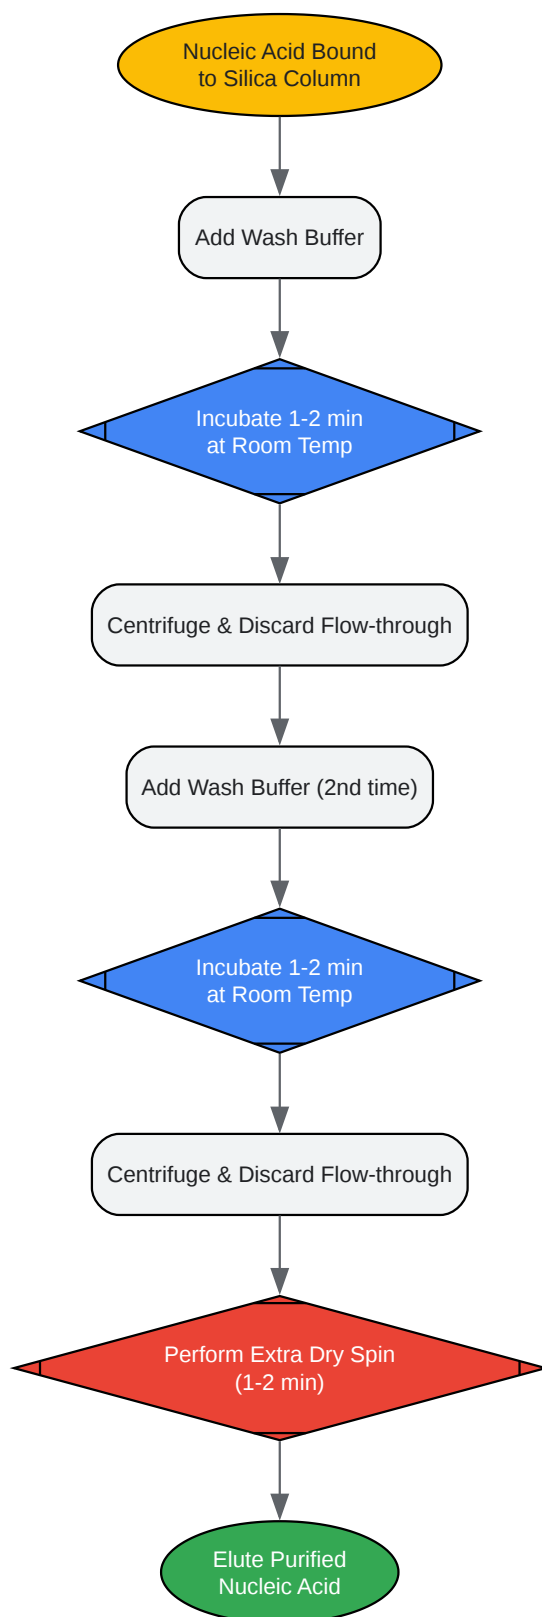 Nucleic Acid Bound
to Silica Column
Add Wash Buffer
Incubate 1-2 min
at Room Temp
Centrifuge & Discard Flow-through
Add Wash Buffer (2nd time)
Incubate 1-2 min
at Room Temp
Centrifuge & Discard Flow-through
Perform Extra Dry Spin
(1-2 min)
Elute Purified
Nucleic Acid